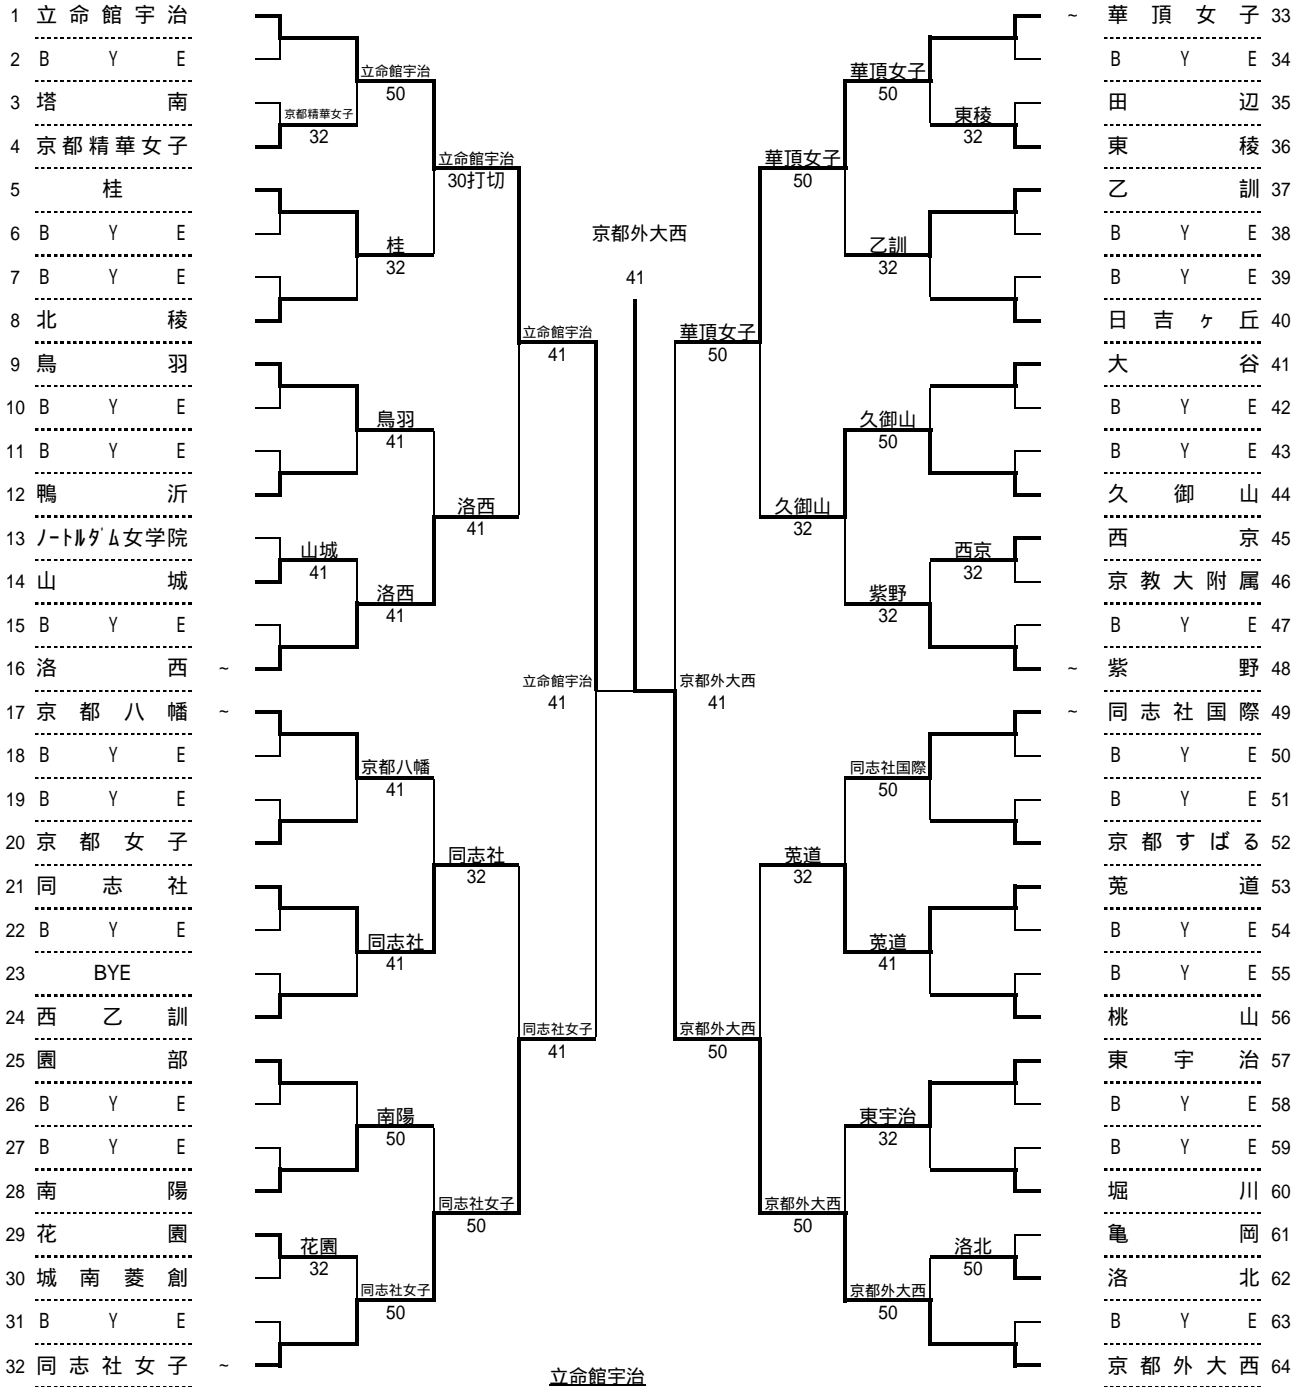 1 立命館宇治
2 B Y E
3 塔 南
4 京都精華女子
5 桂
6 B Y E
7 B Y E
8 北 稜
9 鳥 羽
10 B Y E
11 B Y E
12 鴨 沂
13 ノートルダム女学院
14 山 城
15 B Y E
16 洛 西 ~
17 京都八幡 ~
18 B Y E
19 B Y E
20 京都女子
21 同志社
22 B Y E
23 BYE
24 西乙訓
25 園 部
26 B Y E
27 B Y E
28 南 陽
29 花 園
30 城南菱創
31 B Y E
32 同志社女子 ~
京都精華女子
32
山城
41
花園
32
立命館宇治
50
桂
32
鳥羽
41
洛西
41
京都八幡
41
同志社
41
南陽
50
同志社女子
50
立命館宇治
30打切
洛西
41
同志社
32
同志社女子
50
立命館宇治
41
同志社女子
41
立命館宇治
41
京都外大西
41
京都外大西
41
華頂女子
50
京都外大西
50
華頂女子
50
久御山
32
莵道
32
京都外大西
50
華頂女子
50
乙訓
32
久御山
50
紫野
32
同志社国際
50
莵道
41
東宇治
32
京都外大西
50
東稜
32
西京
32
洛北
50
~ 華頂女子 33
B Y E 34
田 辺 35
東 稜 36
乙 訓 37
B Y E 38
B Y E 39
日吉ヶ丘 40
大 谷 41
B Y E 42
B Y E 43
久御山 44
西 京 45
京教大附属 46
B Y E 47
~ 紫 野 48
~ 同志社国際 49
B Y E 50
B Y E 51
京都すばる 52
莵 道 53
B Y E 54
B Y E 55
桃 山 56
東宇治 57
B Y E 58
B Y E 59
堀 川 60
亀 岡 61
洛 北 62
B Y E 63
京都外大西 64
立命館宇治